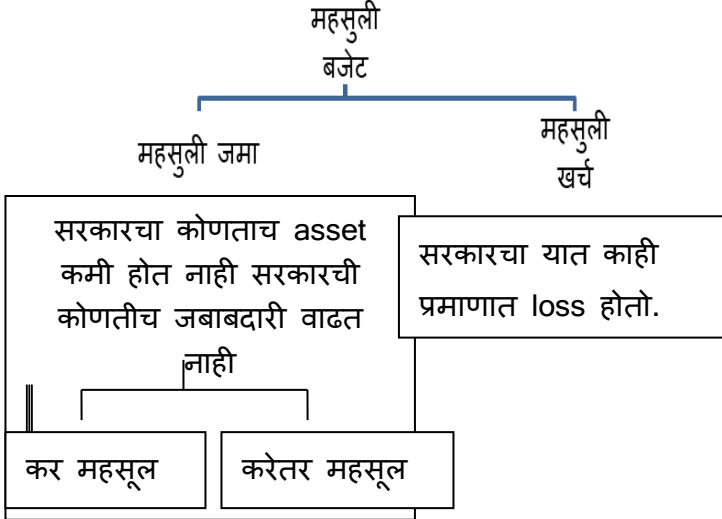 महसुली
बजेट
महसुली जमा
महसुली
खर्च
सरकारचा कोणताच asset
कमी होत नाही सरकारची
कोणतीच जबाबदारी वाढत
नाही
सरकारचा यात काही
प्रमाणात loss होतो.
कर महसूल
करेतर महसूल